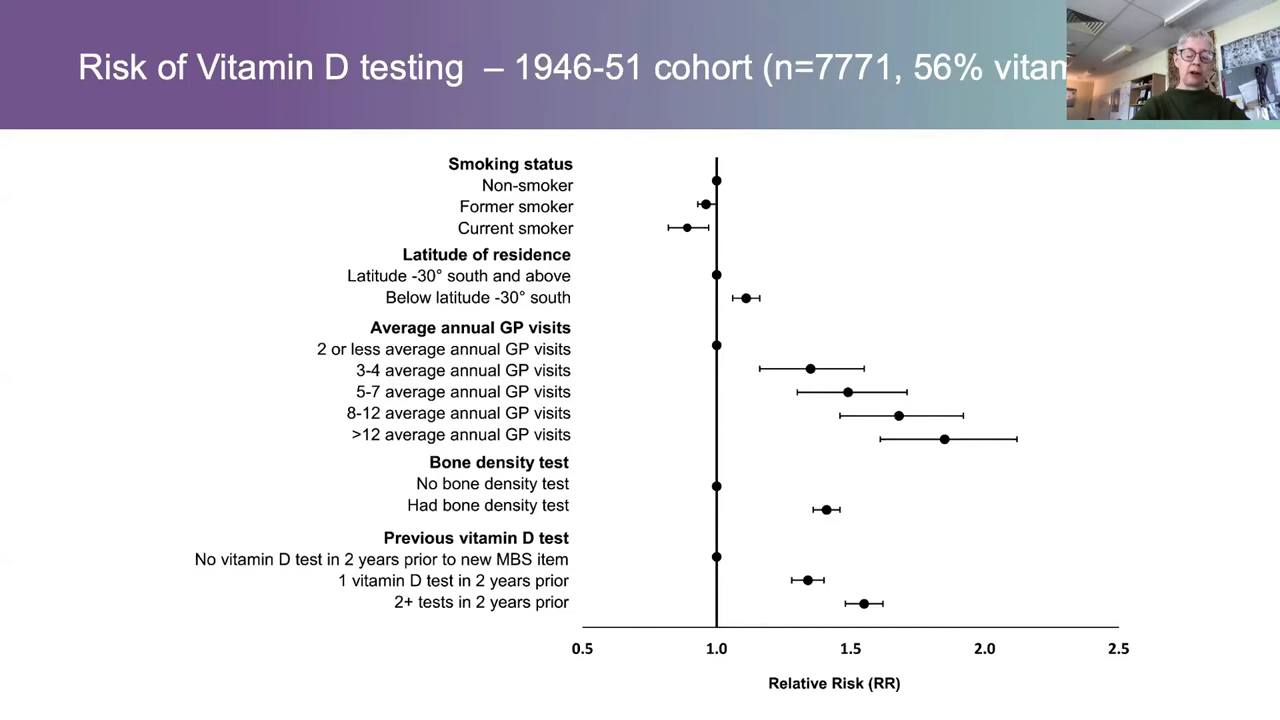 Risk of Vitamin D testing – 1946-51 cohort (n=7771, 56%
Smoking status
Non-smoker
Former smoker
Current smoker
Latitude of residence
Latitude -30° south and above
Below latitude -30° south
Average annual GP visits
2 or less average annual GP visits
3-4 average annual GP visits
5-7 average annual GP visits
8-12 average annual GP visits
>12 average annual GP visits
Bone density test
No bone density test
Had bone density test
Previous vitamin D test
No vitamin D test in 2 years prior to new MBS item
1 vitamin D test in 2 years prior
2+ tests in 2 years prior
0.5 1.0 1.5 2.0 2.5
Relative Risk (RR)